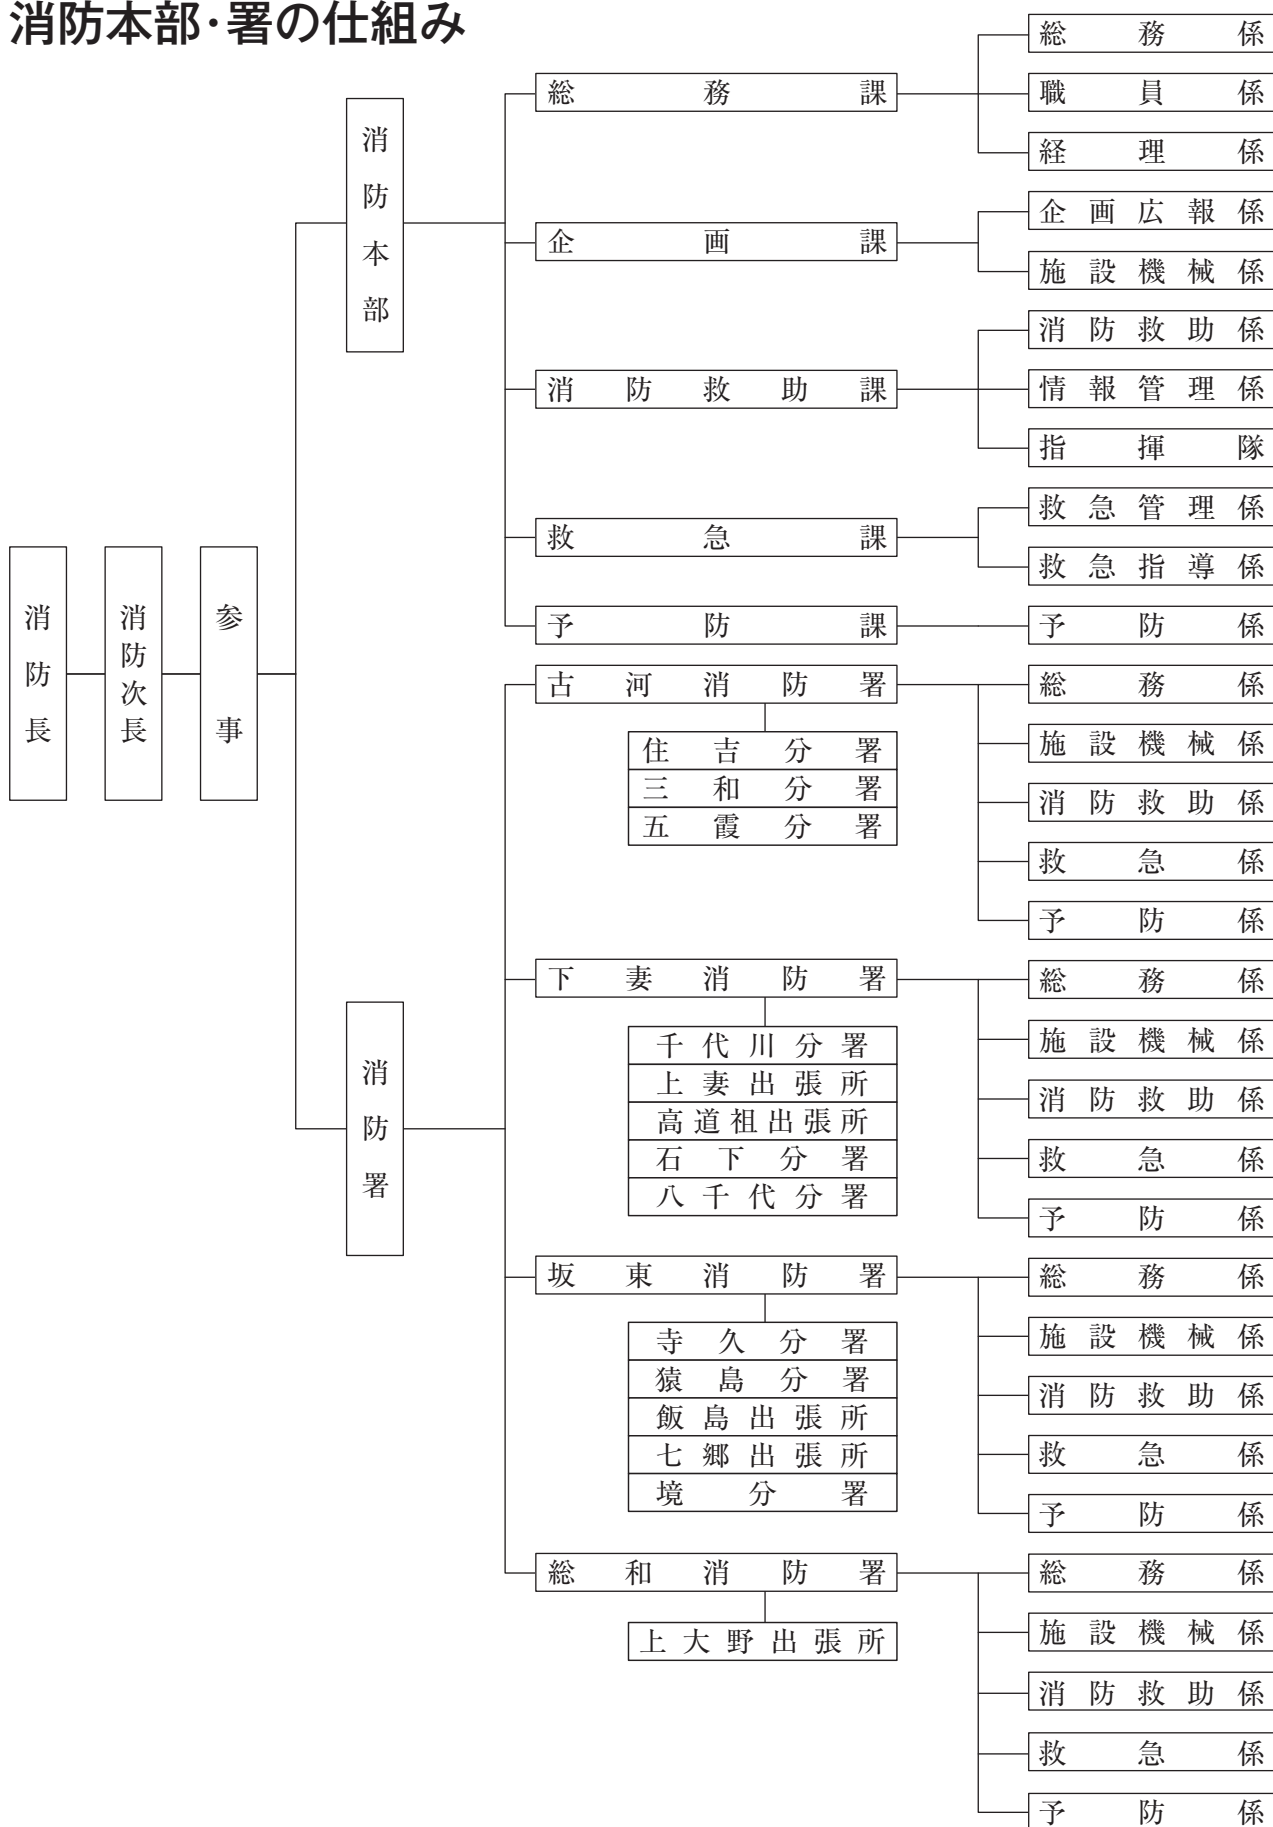 消防本部・署の仕組み
消防長
消防次長
参事
消防本部
総務課
総務係
職員係
経理係
企画課
企画広報係
施設機械係
消防救助課
消防救助係
情報管理係
指揮隊
救急課
救急管理係
救急指導係
予防課
予防係
消防署
古河消防署
住吉分署
三和分署
五霞分署
総務係
施設機械係
消防救助係
救急係
予防係
下妻消防署
千代川分署
上妻出張所
高道祖出張所
石下分署
八千代分署
総務係
施設機械係
消防救助係
救急係
予防係
坂東消防署
寺久分署
猿島分署
飯島出張所
七郷出張所
境分署
総務係
施設機械係
消防救助係
救急係
予防係
総和消防署
上大野出張所
総務係
施設機械係
消防救助係
救急係
予防係